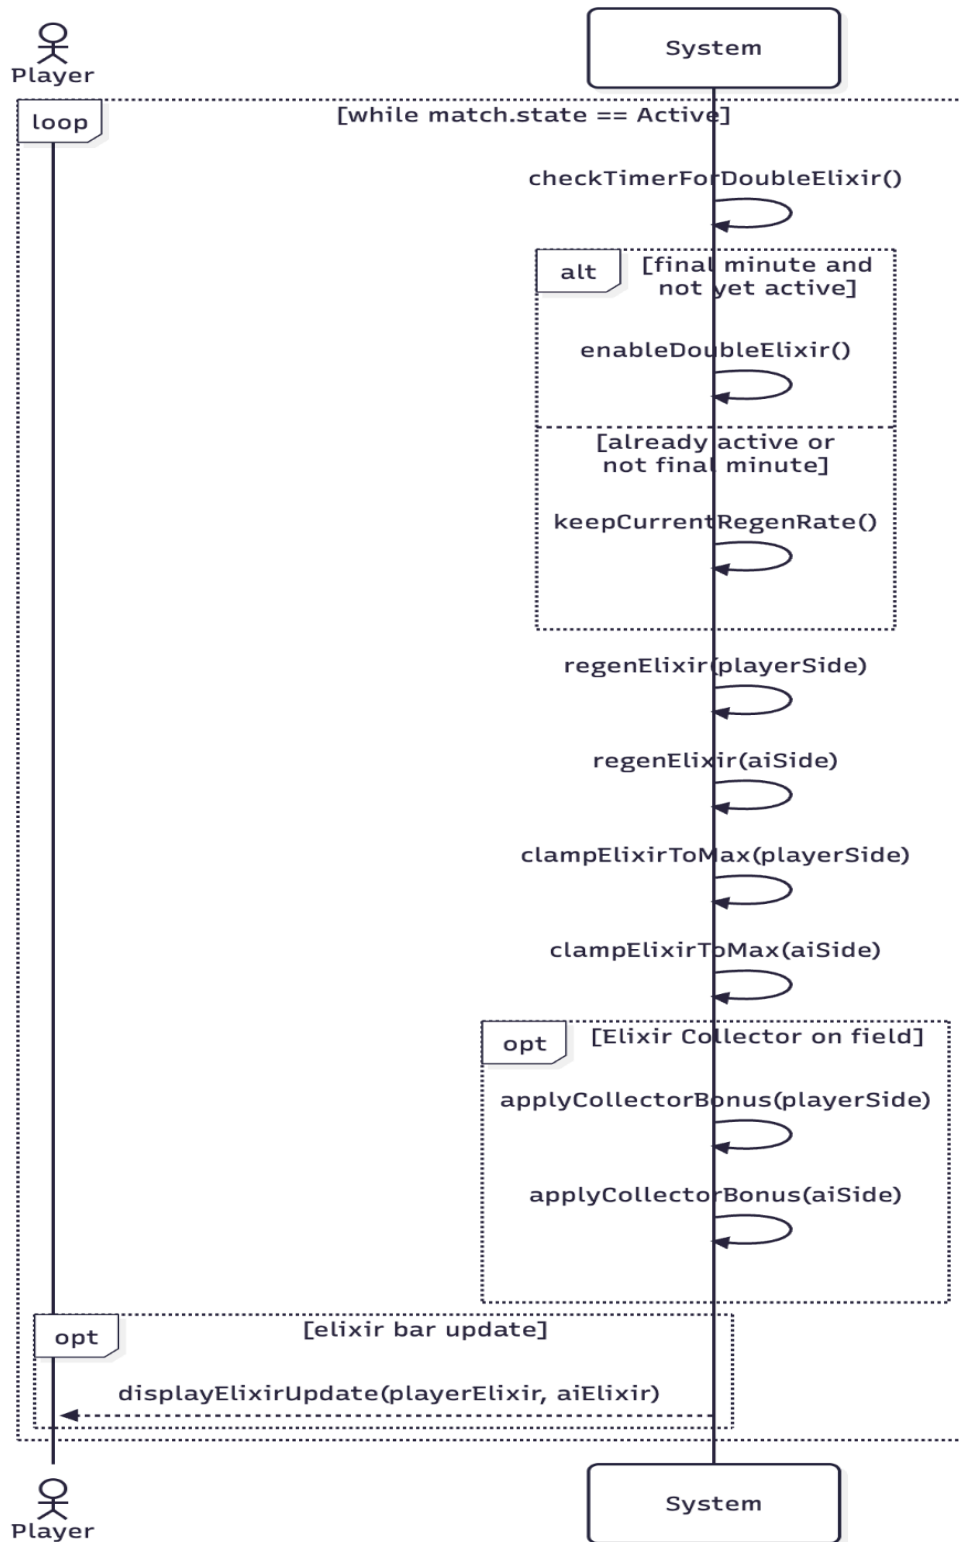 Player
System
loop
[while match.state == Active]
checkTimerForDoubleElixir()
alt
[final minute and
not yet active]
enableDoubleElixir()
[already active or
not final minute]
keepCurrentRegenRate()
regenElixir(playerSide)
regenElixir(aiSide)
clampElixirToMax(playerSide)
clampElixirToMax(aiSide)
opt
[Elixir Collector on field]
applyCollectorBonus(playerSide)
applyCollectorBonus(aiSide)
opt
[elixir bar update]
displayElixirUpdate(playerElixir, aiElixir)
Player
System